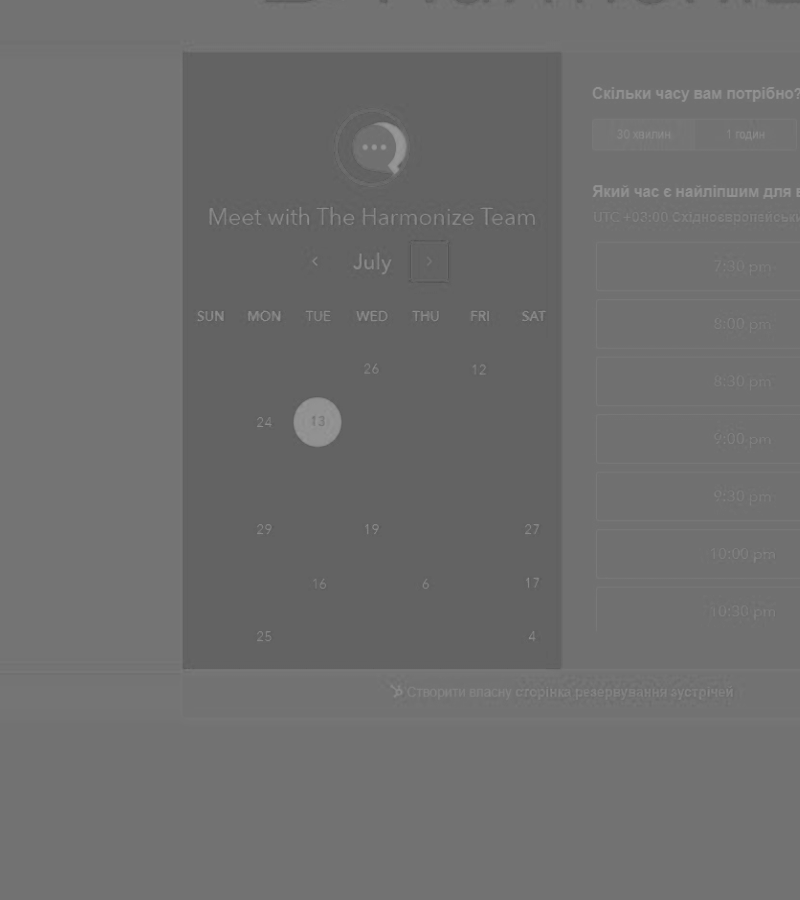 Meet with The Harmonize Team
July
SUN MON TUE WED THU FRI SAT
26 12
24 13
29 19 27
16 6 17
25 4
Скільки часу вам потрібно?
30 хвилин 1 годин
Який час є найліпшим для
UTC +03:00
7:30 pm
8:00 pm
8:30 pm
9:00 pm
9:30 pm
10:00 pm
10:30 pm
Створити власну сторінка резервування зустрічей